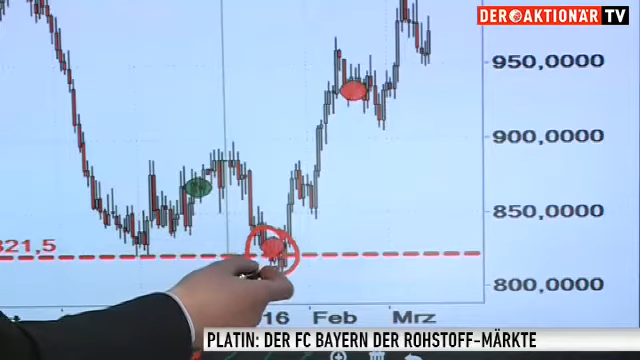 DER AKTIONÄR TV
950,0000
900,0000
850,0000
821,5
800,0000
16 Feb Mrz
PLATIN: DER FC BAYERN DER ROHSTOFF-MÄRKTE